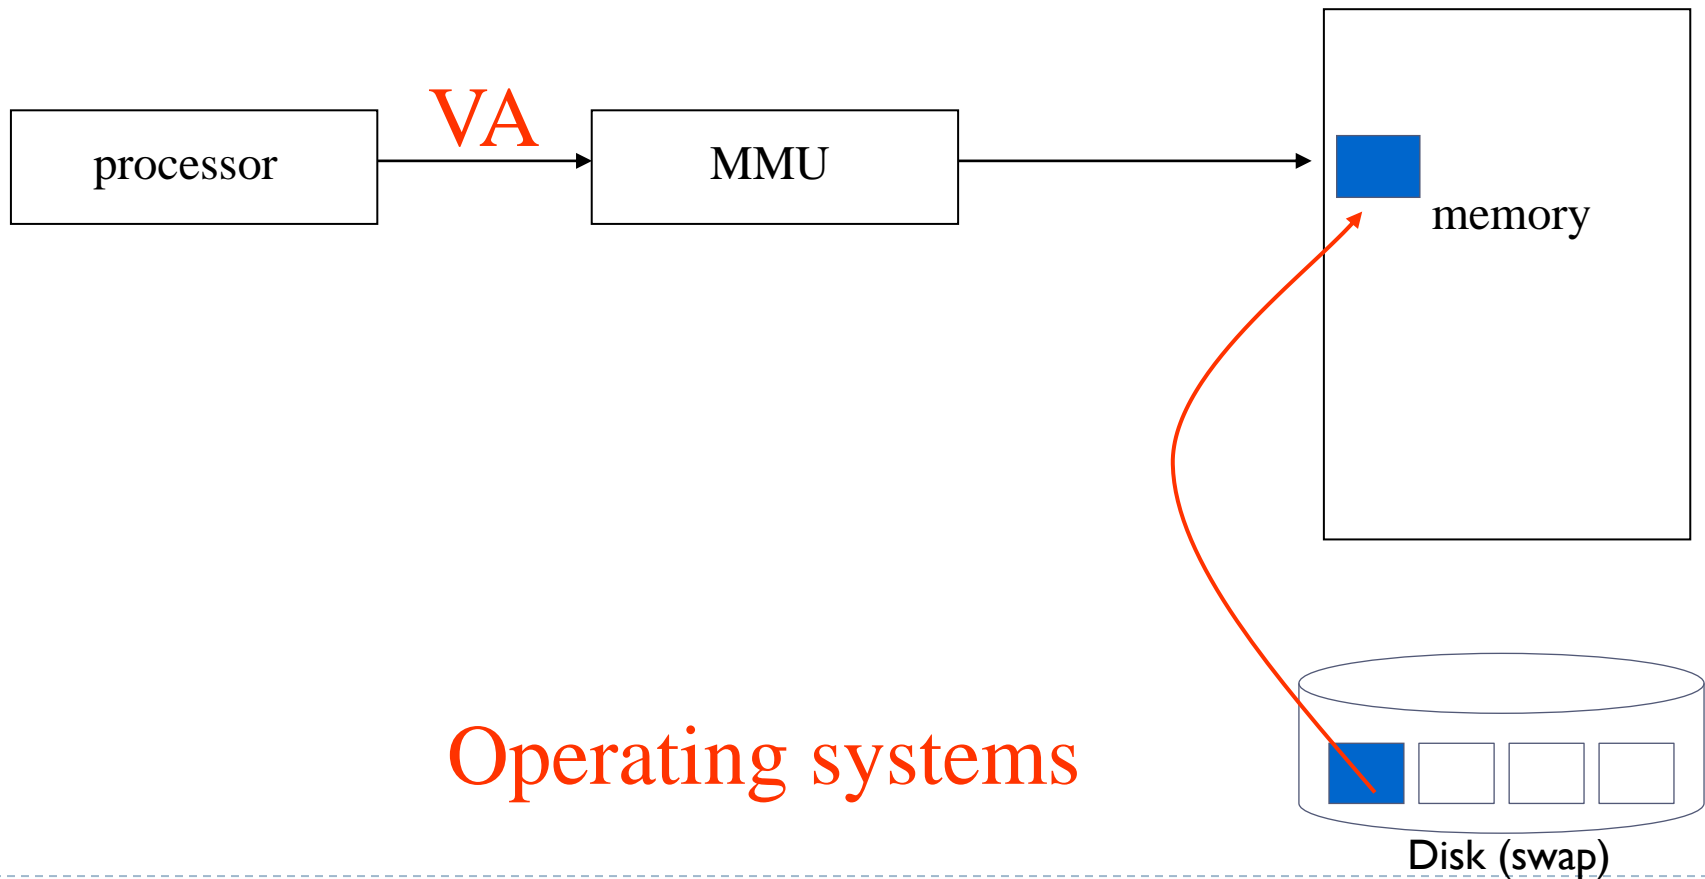 VA
processor
MMU
memory
Operating systems
Disk (swap)